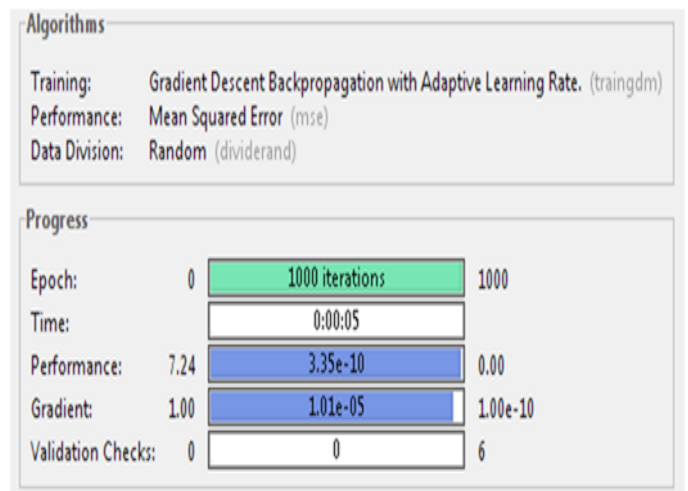 Algorithms
Training: Gradient Descent Backpropagation with Adaptive Learning Rate. (traingdm)
Performance: Mean Squared Error (mse)
Data Division: Random (dividerand)
Progress
Epoch: 0 1000 iterations 1000
Time: 0:00:05
Performance: 7.24 3.35e-10 0.00
Gradient: 1.00 1.01e-05 1.00e-10
Validation Checks: 0 0 6